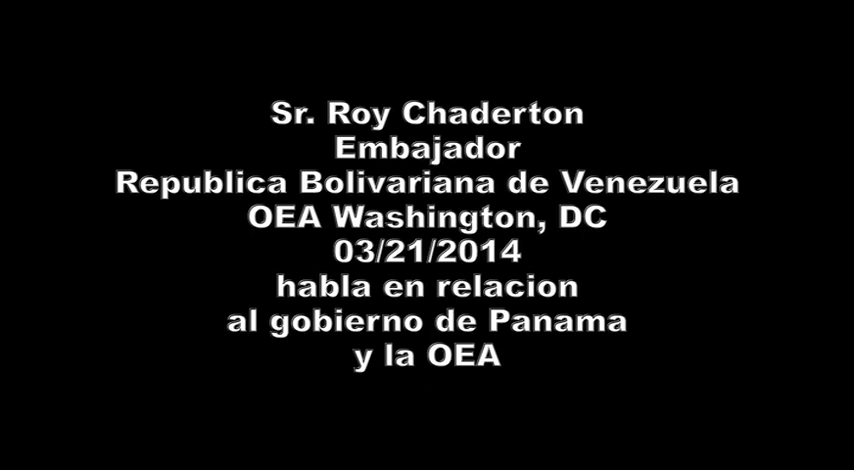 Sr. Roy Chaderton
Embajador
Republica Bolivariana de Venezuela
OEA Washington, DC
03/21/2014
habla en relacion
al gobierno de Panama
y la OEA